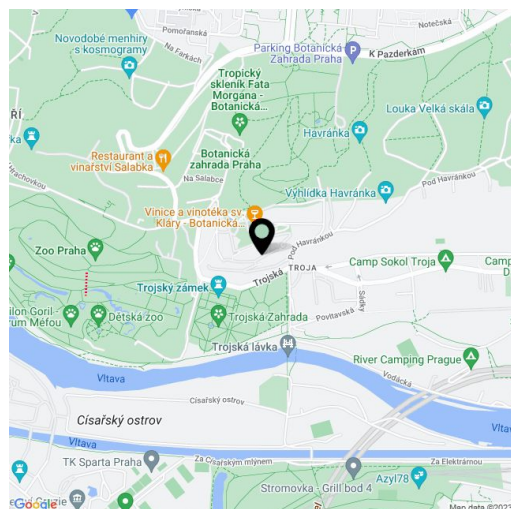 Pomořanská
Notečská
Novodobé menhiry
s kosmogramy
Na Farkách
Parking Botanická
Zahrada Praha
K Pazderkám
Tropický
skleník Fata
Morgána -
Botanická...
Louka Velká skála
Havránka
ŘÍ
Restaurant a
vinařství Salabka
Botanická
zahrada Praha
Na Salabce
Hrachovkou
Pod Havránkou
Výhlídka Havránka
Vinice a vinotéka sv.
Kláry - Botanická...
Zoo Praha
Pod Havránkou
TROJA
Camp Sokol Troja
Trojská
Trojský zámek
Sádky
Dětská zoo
Trojská Zahrada
Povltavská
Trojská lávka
River Camping Prague
Vodácká
Vltava
Císařský ostrov
Císařský ostrov
Vltava
Vltava
TK Sparta Praha
Za Císařským mlýnem
Za Elektrárnou
Stromovka - Grill bod 4
Azyl78
Google
Map data ©2023